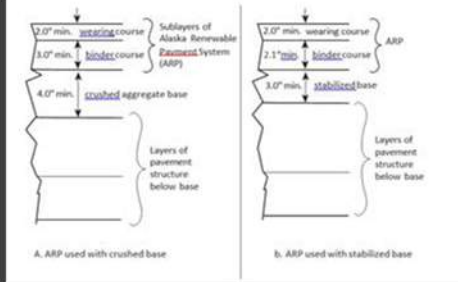 2.0" min. wearing course
3.0" min. binder course
4.0" min. crushed aggregate base
Sublayers of
Alaska Renewable
Pavment System
(ARP)
Layers of
pavement
structure
below base
A. ARP used with crushed base
2.0" min. wearing course
2.1"min. binder course
3.0" min. stabilized base
ARP
Layers of
pavement
structure
below base
b. ARP used with stabilized base